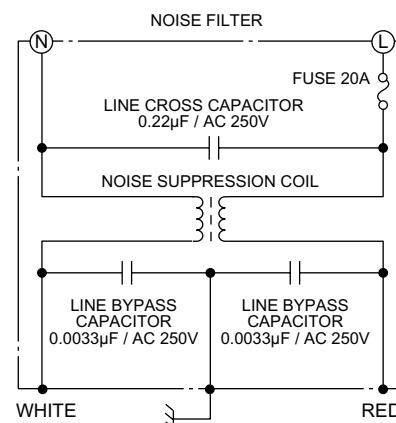 NOISE FILTER
N
L
FUSE 20A
LINE CROSS CAPACITOR
0.22µF / AC 250V
NOISE SUPPRESSION COIL
LINE BYPASS
CAPACITOR
0.0033µF / AC 250V
LINE BYPASS
CAPACITOR
0.0033µF / AC 250V
WHITE
RED